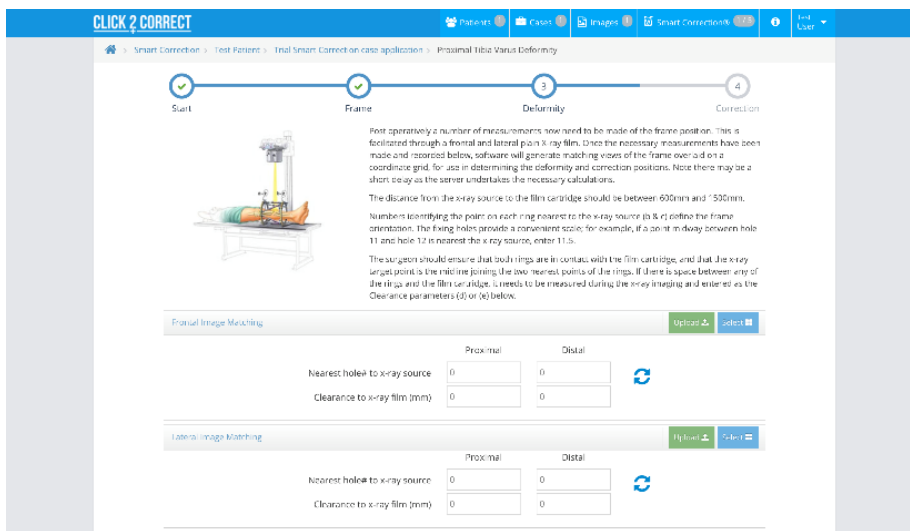 CLICK 2 CORRECT
Patients 1 Cases 1 Images 1 Smart Correction® 1 / 5 Test User
Smart Correction > Test Patient > Trial Smart Correction case application > Proximal Tibia Varus Deformity
3 4
Start Frame Deformity Correction
Post operatively a number of measurements now need to be made of the frame position. This is
facilitated through a frontal and lateral plain X-ray film. Once the necessary measurements have been
made and recorded below, software will generate matching views of the frame over aid on a
coordinate grid, for use in determining the deformity and correction positions. Note there may be a
short delay as the server undertakes the necessary calculations.
The distance from the x-ray source to the film cartridge should be between 600mm and 1500mm.
Numbers identifying the point on each ring nearest to the x-ray source (b & c) define the frame
orientation. The fixing holes provide a convenient scale; for example, if a point midway between hole
11 and hole 12 is nearest the x-ray source, enter 11.5.
The surgeon should ensure that both rings are in contact with the film cartridge, and that the x-ray
target point is the midline joining the two nearest points of the rings. If there is space between any of
the rings and the film cartridge, it needs to be measured during the x-ray imaging and entered as the
Clearance parameters (d) or (e) below.
Frontal Image Matching Upload Select
Proximal Distal
Nearest hole# to x-ray source 0 0
Clearance to x-ray film (mm) 0 0
Lateral Image Matching Upload Select
Proximal Distal
Nearest hole# to x-ray source 0 0
Clearance to x-ray film (mm) 0 0